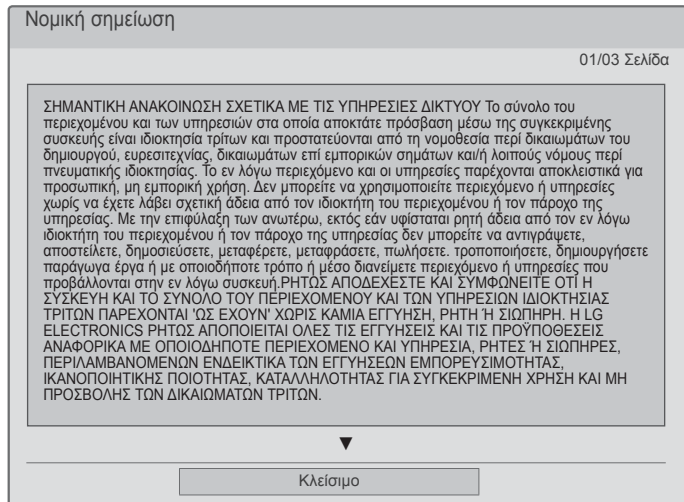 Νομική σημείωση
01/03 Σελίδα
ΣΗΜΑΝΤΙΚΗ ΑΝΑΚΟΙΝΩΣΗ ΣΧΕΤΙΚΑ ΜΕ ΤΙΣ ΥΠΗΡΕΣΙΕΣ ΔΙΚΤΥΟΥ Το σύνολο του
περιεχομένου και των υπηρεσιών στα οποία αποκτάτε πρόσβαση μέσω της συγκεκριμένης
συσκευής είναι ιδιοκτησία τρίτων και προστατεύονται από τη νομοθεσία περί δικαιωμάτων του
δημιουργού, ευρεσιτεχνίας, δικαιωμάτων επί εμπορικών σημάτων και/ή λοιπούς νόμους περί
πνευματικής ιδιοκτησίας. Το εν λόγω περιεχόμενο και οι υπηρεσίες παρέχονται αποκλειστικά για
προσωπική, μη εμπορική χρήση. Δεν μπορείτε να χρησιμοποιείτε περιεχόμενο ή υπηρεσίες
χωρίς να έχετε λάβει σχετική άδεια από τον ιδιοκτήτη του περιεχομένου ή τον πάροχο της
υπηρεσίας. Με την επιφύλαξη των ανωτέρω, εκτός εάν υφίσταται ρητή άδεια από τον εν λόγω
ιδιοκτήτη του περιεχομένου ή τον πάροχο της υπηρεσίας δεν μπορείτε να αντιγράψετε,
αποστείλετε, δημοσιεύσετε, μεταφέρετε, μεταφράσετε, πωλήσετε. τροποποιήσετε, δημιουργήσετε
παράγωγα έργα ή με οποιοδήποτε τρόπο ή μέσο διανείμετε περιεχόμενο ή υπηρεσίες που
προβάλλονται στην εν λόγω συσκευή.ΡΗΤΩΣ ΑΠΟΔΕΧΕΣΤΕ ΚΑΙ ΣΥΜΦΩΝΕΙΤΕ ΟΤΙ Η
ΣΥΣΚΕΥΗ ΚΑΙ ΤΟ ΣΥΝΟΛΟ ΤΟΥ ΠΕΡΙΕΧΟΜΕΝΟΥ ΚΑΙ ΤΩΝ ΥΠΗΡΕΣΙΩΝ ΙΔΙΟΚΤΗΣΙΑΣ
ΤΡΙΤΩΝ ΠΑΡΕΧΟΝΤΑΙ 'ΩΣ ΕΧΟΥΝ' ΧΩΡΙΣ ΚΑΜΙΑ ΕΓΓΥΗΣΗ, ΡΗΤΗ Ή ΣΙΩΠΗΡΗ. Η LG
ELECTRONICS ΡΗΤΩΣ ΑΠΟΠΟΙΕΙΤΑΙ ΟΛΕΣ ΤΙΣ ΕΓΓΥΗΣΕΙΣ ΚΑΙ ΤΙΣ ΠΡΟΫΠΟΘΕΣΕΙΣ
ΑΝΑΦΟΡΙΚΑ ΜΕ ΟΠΟΙΟΔΗΠΟΤΕ ΠΕΡΙΕΧΟΜΕΝΟ ΚΑΙ ΥΠΗΡΕΣΙΑ, ΡΗΤΕΣ Ή ΣΙΩΠΗΡΕΣ,
ΠΕΡΙΛΑΜΒΑΝΟΜΕΝΩΝ ΕΝΔΕΙΚΤΙΚΑ ΤΩΝ ΕΓΓΥΗΣΕΩΝ ΕΜΠΟΡΕΥΣΙΜΟΤΗΤΑΣ,
ΙΚΑΝΟΠΟΙΗΤΙΚΗΣ ΠΟΙΟΤΗΤΑΣ, ΚΑΤΑΛΛΗΛΟΤΗΤΑΣ ΓΙΑ ΣΥΓΚΕΚΡΙΜΕΝΗ ΧΡΗΣΗ ΚΑΙ ΜΗ
ΠΡΟΣΒΟΛΗΣ ΤΩΝ ΔΙΚΑΙΩΜΑΤΩΝ ΤΡΙΤΩΝ.
Κλείσιμο